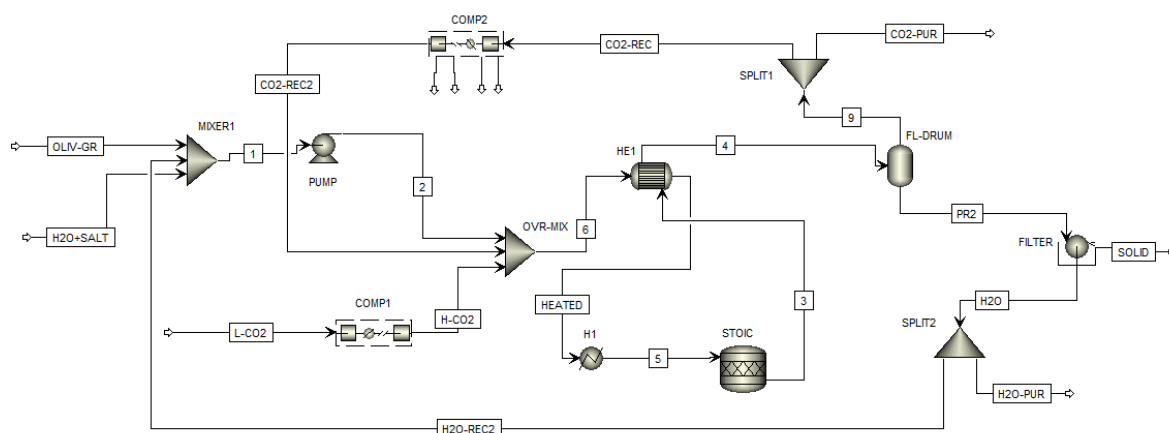 COMP2
CO2-REC
CO2-PUR
SPLIT1
CO2-REC2
MIXER1
9
FL-DRUM
OLIV-GR
1
HE1
4
PUMP
2
PR2
OVR-MIX
6
FILTER
H2O+SALT
SOLID
COMP1
HEATED
3
H2O
L-CO2
H-CO2
H1
STOIC
SPLIT2
5
H2O-PUR
H2O-REC2